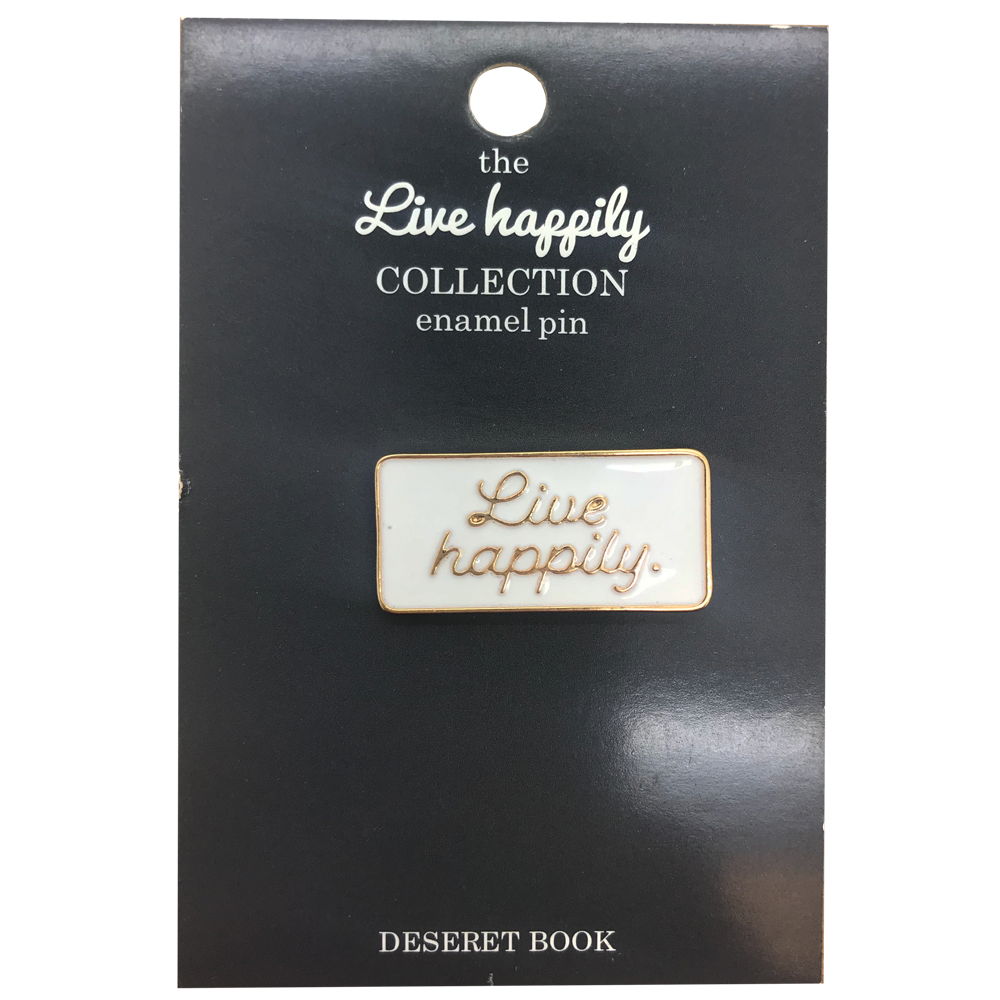 the
Live happily
COLLECTION
enamel pin
Live
happily.
DESERET BOOK